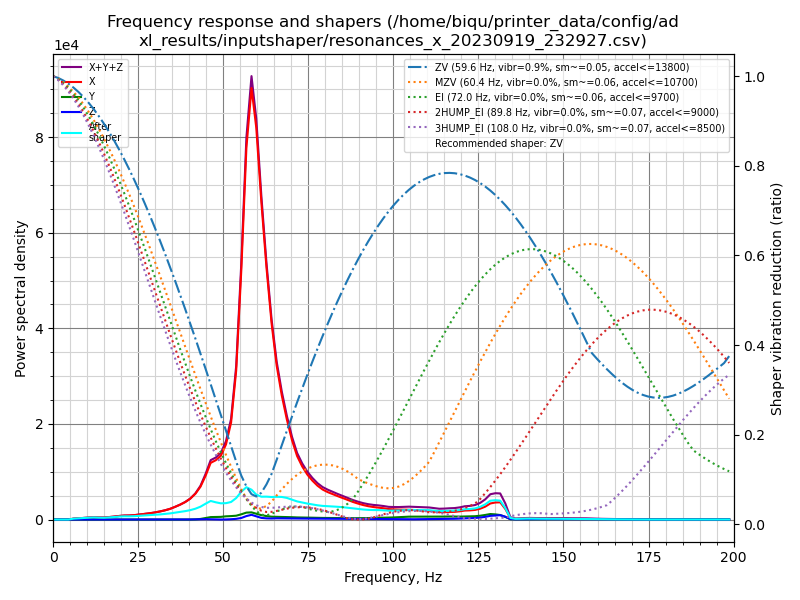 Frequency response and shapers (/home/biqu/printer_data/config/ad
xl_results/inputshaper/resonances_x_20230919_232927.csv)
1e4
X+Y+Z
X
Y
Z
After
shaper
ZV (59.6 Hz, vibr=0.9%, sm~=0.05, accel<=13800)
MZV (60.4 Hz, vibr=0.0%, sm~=0.06, accel<=10700)
EI (72.0 Hz, vibr=0.0%, sm~=0.06, accel<=9700)
2HUMP_EI (89.8 Hz, vibr=0.0%, sm~=0.07, accel<=9000)
3HUMP_EI (108.0 Hz, vibr=0.0%, sm~=0.07, accel<=8500)
Recommended shaper: ZV
Power spectral density
8
6
4
2
0
1.0
0.8
0.6
0.4
0.2
0.0
Shaper vibration reduction (ratio)
0 25 50 75 100 125 150 175 200
Frequency, Hz